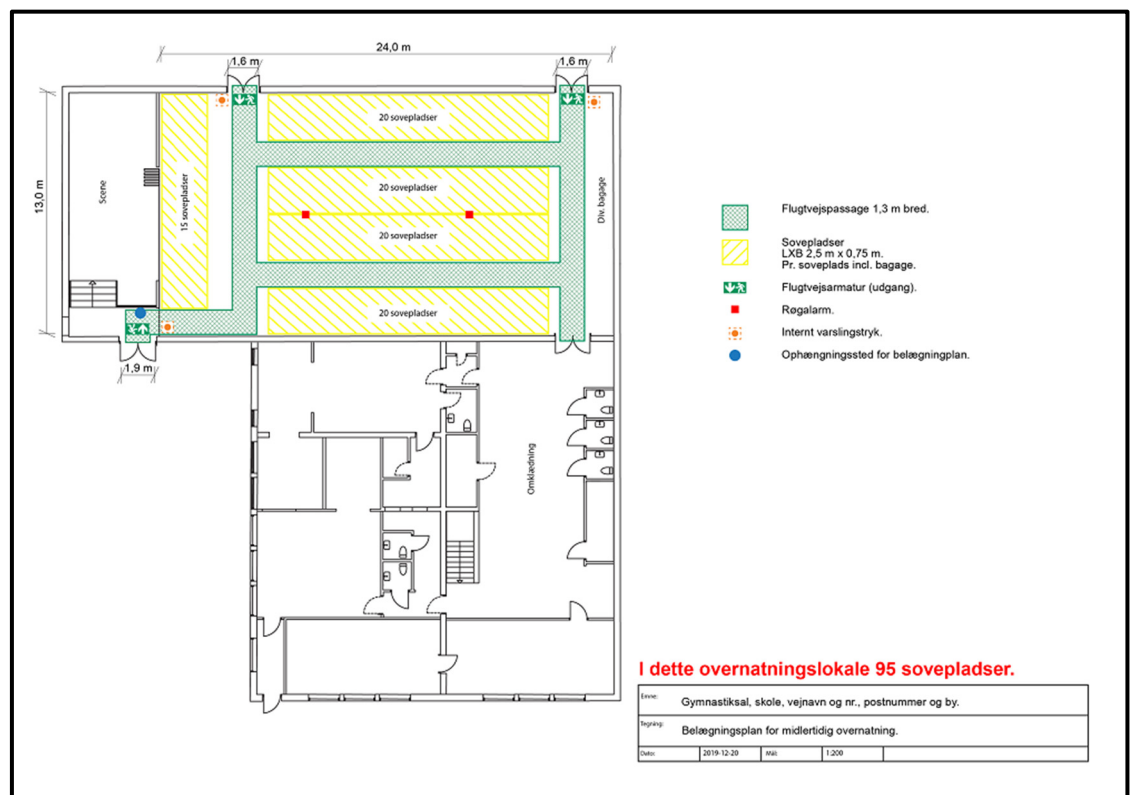 24,0 m
1,6 m
1,6 m
13,0 m
Scene
15 sovepladser
20 sovepladser
20 sovepladser
20 sovepladser
20 sovepladser
Div. bagage
1,9 m
Omklædning
Flugtvejspassage 1,3 m bred.
Sovepladser
LXB 2,5 m x 0,75 m.
Pr. soveplads incl. bagage.
Flugtvejsarmatur (udgang).
Røgalarm.
Internt varslingstryk.
Ophængningssted for belægningplan.
I dette overnatningslokale 95 sovepladser.
Emne: Gymnastiksal, skole, vejnavn og nr., postnummer og by.
Tegning: Belægningsplan for midlertidig overnatning.
Dato: 2019-12-20 Mål: 1:200